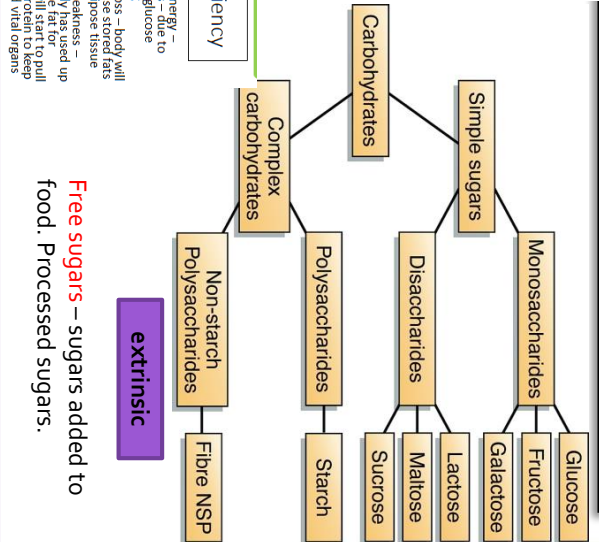 Carbohydrates
Simple sugars
Monosaccharides
Glucose
Fructose
Galactose
Disaccharides
Lactose
Maltose
Sucrose
Complex
carbohydrates
Polysaccharides
Starch
Non-starch
Polysaccharides
Fibre NSP
iency
nergy –
– due to
glucose
oss – body will
se stored fats
ipose tissue
eakness –
y has used up
e fat for
ill start to pull
rotein to keep
d vital organs
extrinsic
Free sugars – sugars added to
food. Processed sugars.